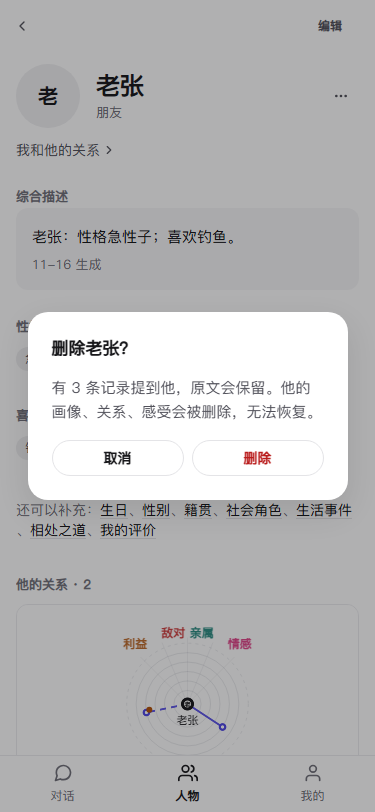 编辑
老
老张
朋友
我和他的关系
综合描述
老张：性格急性子；喜欢钓鱼。
11-16 生成
性
删除老张?
有 3 条记录提到他，原文会保留。他的
画像、关系、感受会被删除，无法恢复。
喜
取消
删除
还可以补充：生日、性别、籍贯、社会角色、生活事件
、相处之道、我的评价
他的关系 · 2
敌对 亲属
利益
情感
老张
对话
人物
我的